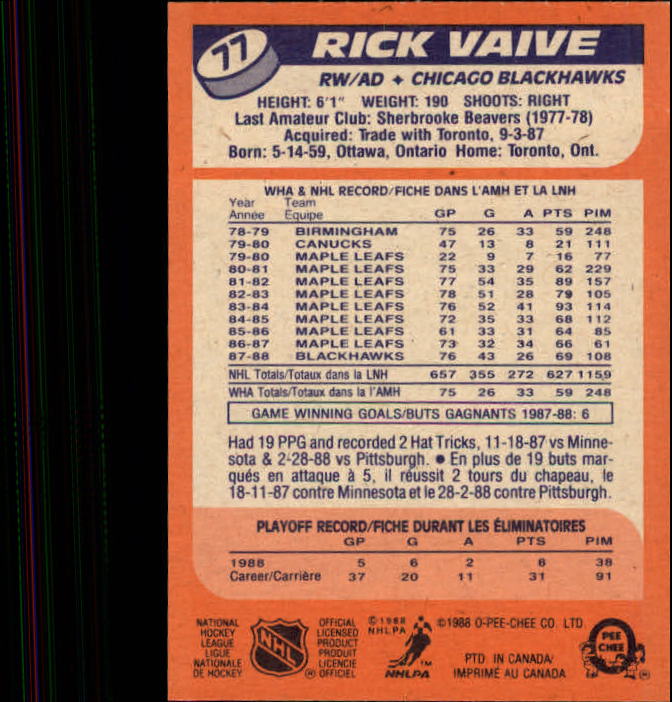 77
RICK VAIVE
RW/AD ✦ CHICAGO BLACKHAWKS
HEIGHT: 6'1" WEIGHT: 190 SHOOTS: RIGHT
Last Amateur Club: Sherbrooke Beavers (1977-78)
Acquired: Trade with Toronto, 9-3-87
Born: 5-14-59, Ottawa, Ontario Home: Toronto, Ont.
WHA & NHL RECORD/FICHE DANS L'AMH ET LA LNH
Year Team
Année Equipe GP G A PTS PIM
78-79 BIRMINGHAM 75 26 33 59 248
79-80 CANUCKS 47 13 8 21 111
79-80 MAPLE LEAFS 22 9 7 16 77
80-81 MAPLE LEAFS 75 33 29 62 229
81-82 MAPLE LEAFS 77 54 35 89 157
82-83 MAPLE LEAFS 78 51 28 79 105
83-84 MAPLE LEAFS 76 52 41 93 114
84-85 MAPLE LEAFS 72 35 33 68 112
85-86 MAPLE LEAFS 61 33 31 64 85
86-87 MAPLE LEAFS 73 32 34 66 61
87-88 BLACKHAWKS 76 43 26 69 108
NHL Totals/Totaux dans la LNH 657 355 272 627 1159
WHA Totals/Totaux dans la l'AMH 75 26 33 59 248
GAME WINNING GOALS/BUTS GAGNANTS 1987-88: 6
Had 19 PPG and recorded 2 Hat Tricks, 11-18-87 vs Minne-
sota & 2-28-88 vs Pittsburgh. ● En plus de 19 buts mar-
qués en attaque à 5, il réussit 2 tours du chapeau, le
18-11-87 contre Minnesota et le 28-2-88 contre Pittsburgh.
PLAYOFF RECORD/FICHE DURANT LES ÉLIMINATOIRES
GP G A PTS PIM
1988 5 6 2 8 38
Career/Carrière 37 20 11 31 91
NATIONAL
HOCKEY
LEAGUE
LIGUE
NATIONALE
DE HOCKEY
NHL
OFFICIAL
LICENSED
PRODUCT
PRODUIT
LICENCIE
® OFFICIEL
©1988
NHLPA
NHLPA
TM
©1988 O-PEE-CHEE CO. LTD.
PTD. IN CANADA/
IMPRIMÉ AU CANADA
PEE
CHEE
®